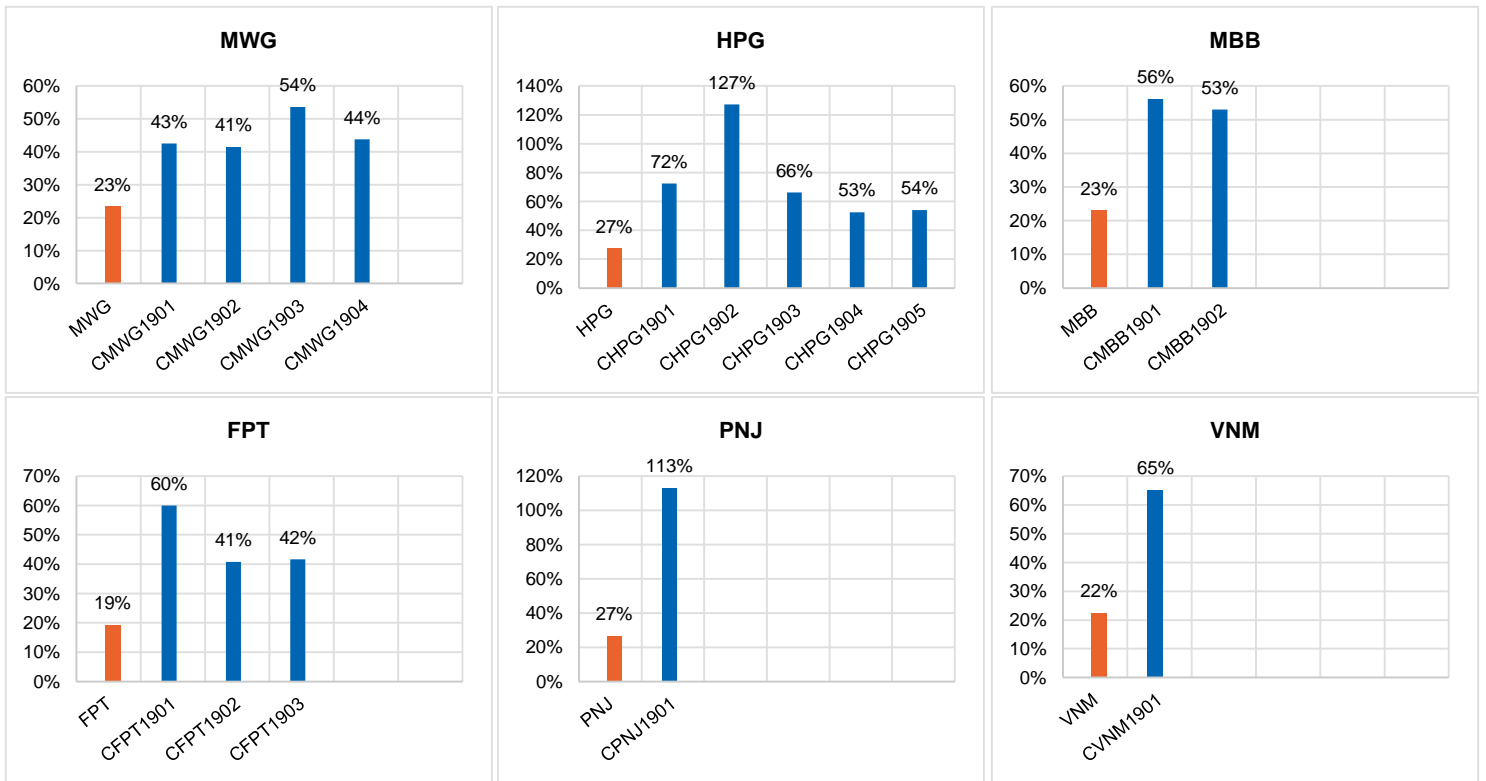 MWG
60%
50%
40%
30%
20%
10%
0%
23%
43%
41%
54%
44%
MWG
CMWG1901
CMWG1902
CMWG1903
CMWG1904
HPG
140%
120%
100%
80%
60%
40%
20%
0%
27%
72%
127%
66%
53%
54%
HPG
CHPG1901
CHPG1902
CHPG1903
CHPG1904
CHPG1905
MBB
60%
50%
40%
30%
20%
10%
0%
23%
56%
53%
MBB
CMBB1901
CMBB1902
FPT
70%
60%
50%
40%
30%
20%
10%
0%
19%
60%
41%
42%
FPT
CFPT1901
CFPT1902
CFPT1903
PNJ
120%
100%
80%
60%
40%
20%
0%
27%
113%
PNJ
CPNJ1901
VNM
70%
60%
50%
40%
30%
20%
10%
0%
22%
65%
VNM
CVNM1901